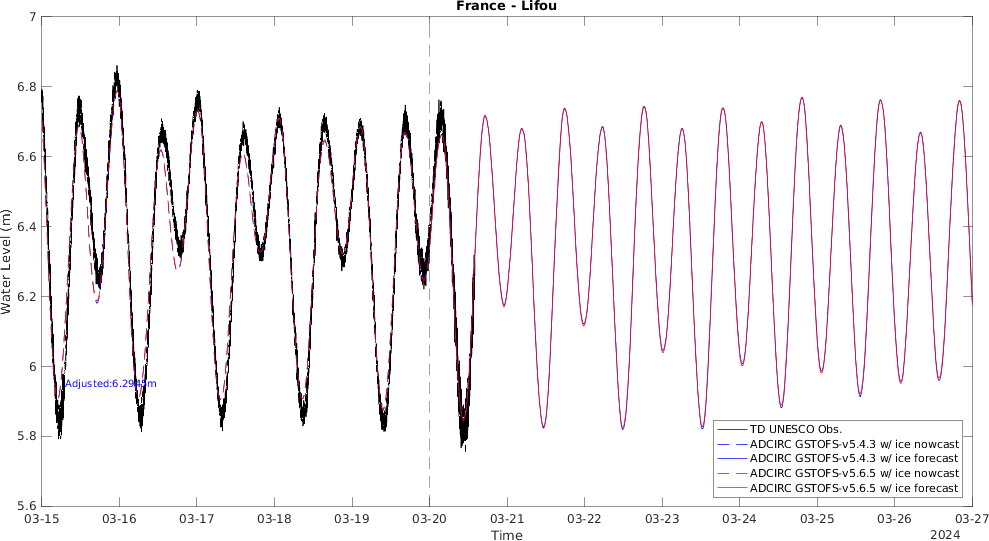 France - Lifou
Water Level (m)
7
6.8
6.6
6.4
6.2
6
5.8
5.6
Adjusted:6.2945m
TD UNESCO Obs.
ADCIRC GSTOFS-v5.4.3 w/ ice nowcast
ADCIRC GSTOFS-v5.4.3 w/ ice forecast
ADCIRC GSTOFS-v5.6.5 w/ ice nowcast
ADCIRC GSTOFS-v5.6.5 w/ ice forecast
03-15 03-16 03-17 03-18 03-19 03-20 03-21 03-22 03-23 03-24 03-25 03-26 03-27
Time
2024